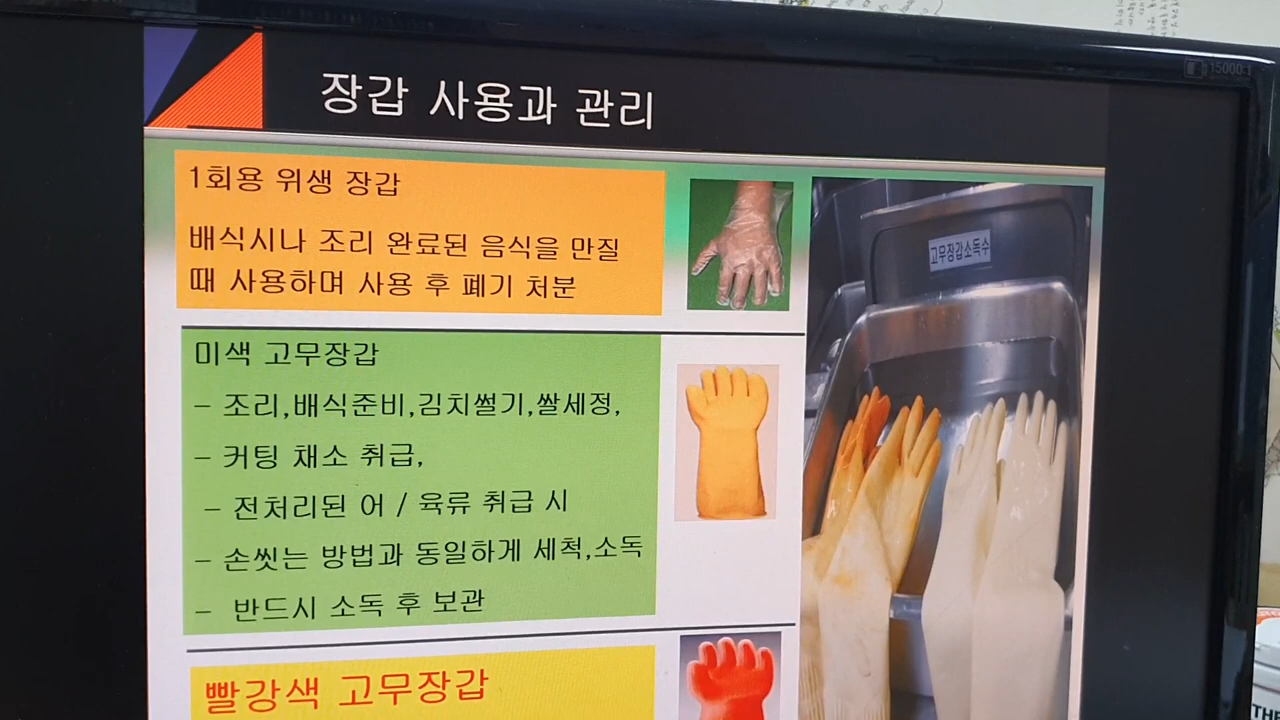 장갑 사용과 관리
1회용 위생 장갑
배식시나 조리 완료된 음식을 만질
때 사용하며 사용 후 폐기 처분
미색 고무장갑
– 조리,배식준비,김치썰기,쌀세정,
– 커팅 채소 취급,
– 전처리된 어 / 육류 취급 시
– 손씻는 방법과 동일하게 세척,소독
– 반드시 소독 후 보관
빨강색 고무장갑
고무장갑소독수
15000:1
THE